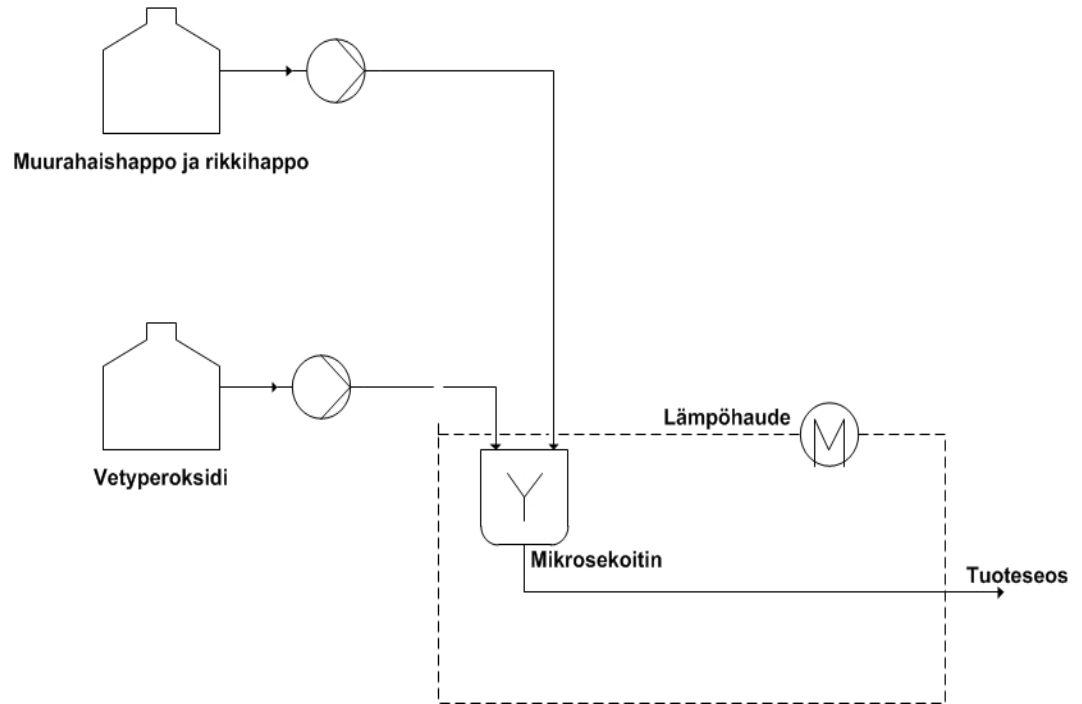 Muurahaishappo ja rikkihappo
Vetyperoksidi
Lämpöhaude
Mikrosekoitin
Tuoteseos